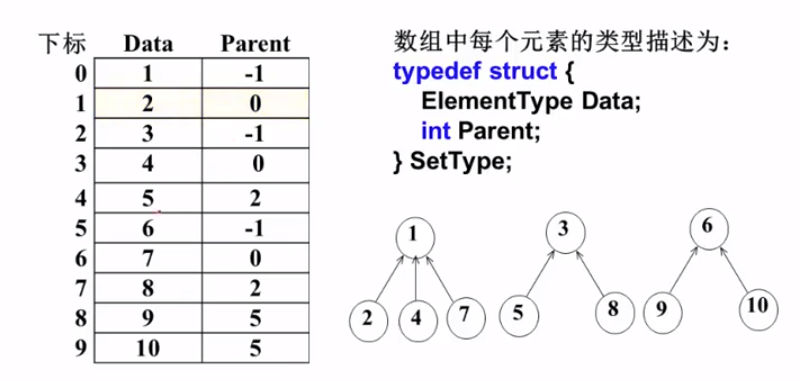 下标 Data Parent
0 1 -1
1 2 0
2 3 -1
3 4 0
4 5 2
5 6 -1
6 7 0
7 8 2
8 9 5
9 10 5
数组中每个元素的类型描述为：
typedef struct {
ElementType Data;
int Parent;
} SetType;
1 3 6
2 4 7 5 8 9 10